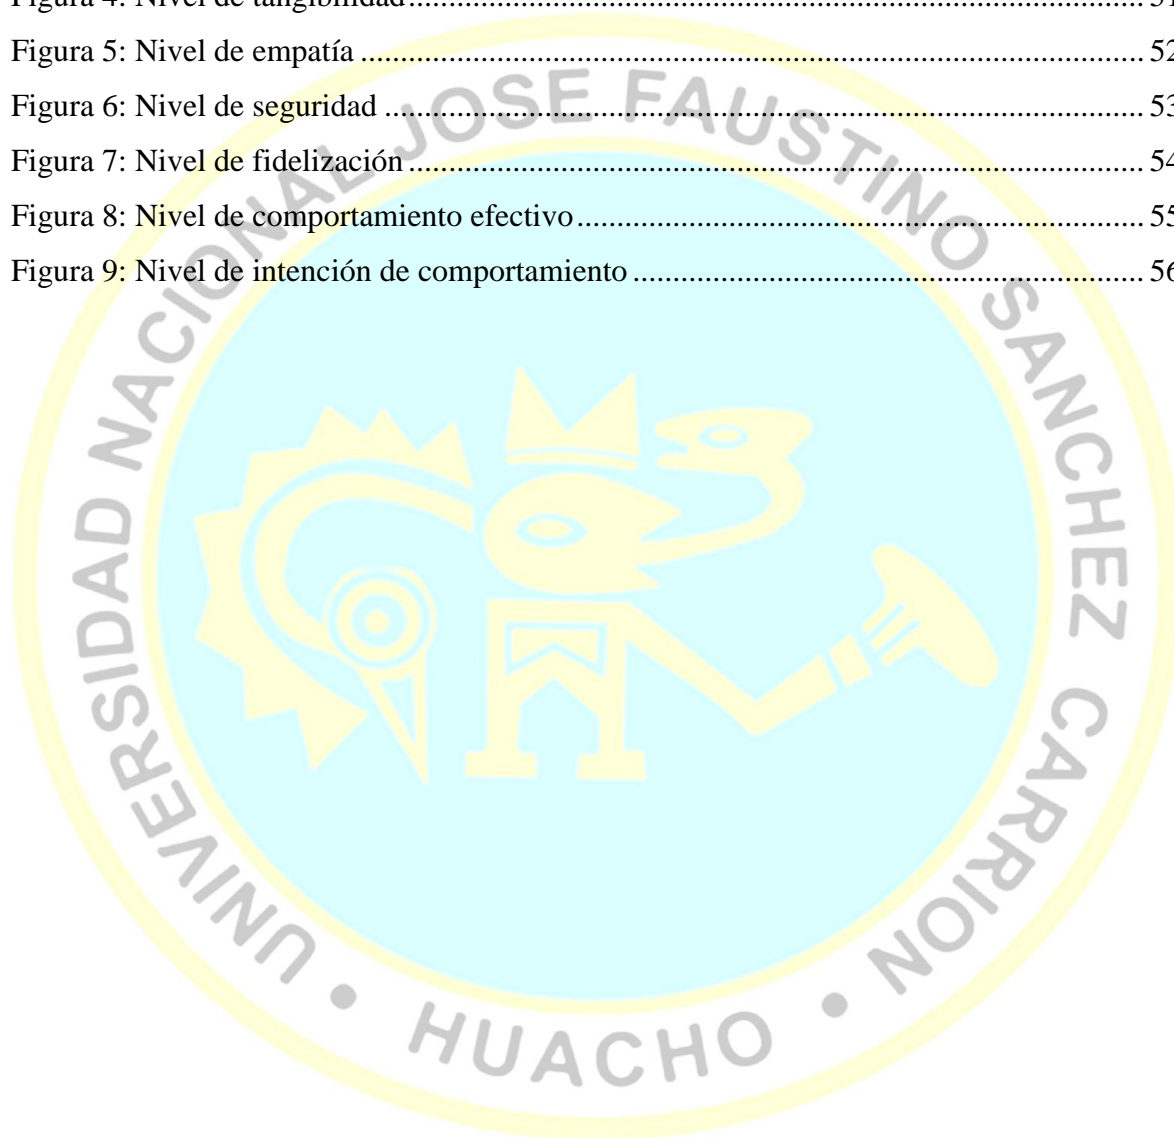 Figura 4: Nivel de tangibilidad.................................................................................................. 51
Figura 5: Nivel de empatía ........................................................................................................ 52
Figura 6: Nivel de seguridad ..................................................................................................... 53
Figura 7: Nivel de fidelización.................................................................................................. 54
Figura 8: Nivel de comportamiento efectivo............................................................................ 55
Figura 9: Nivel de intención de comportamiento .................................................................... 56
UNIVERSIDAD NACIONAL JOSE FAUSTINO SANCHEZ CARRION • HUACHO •